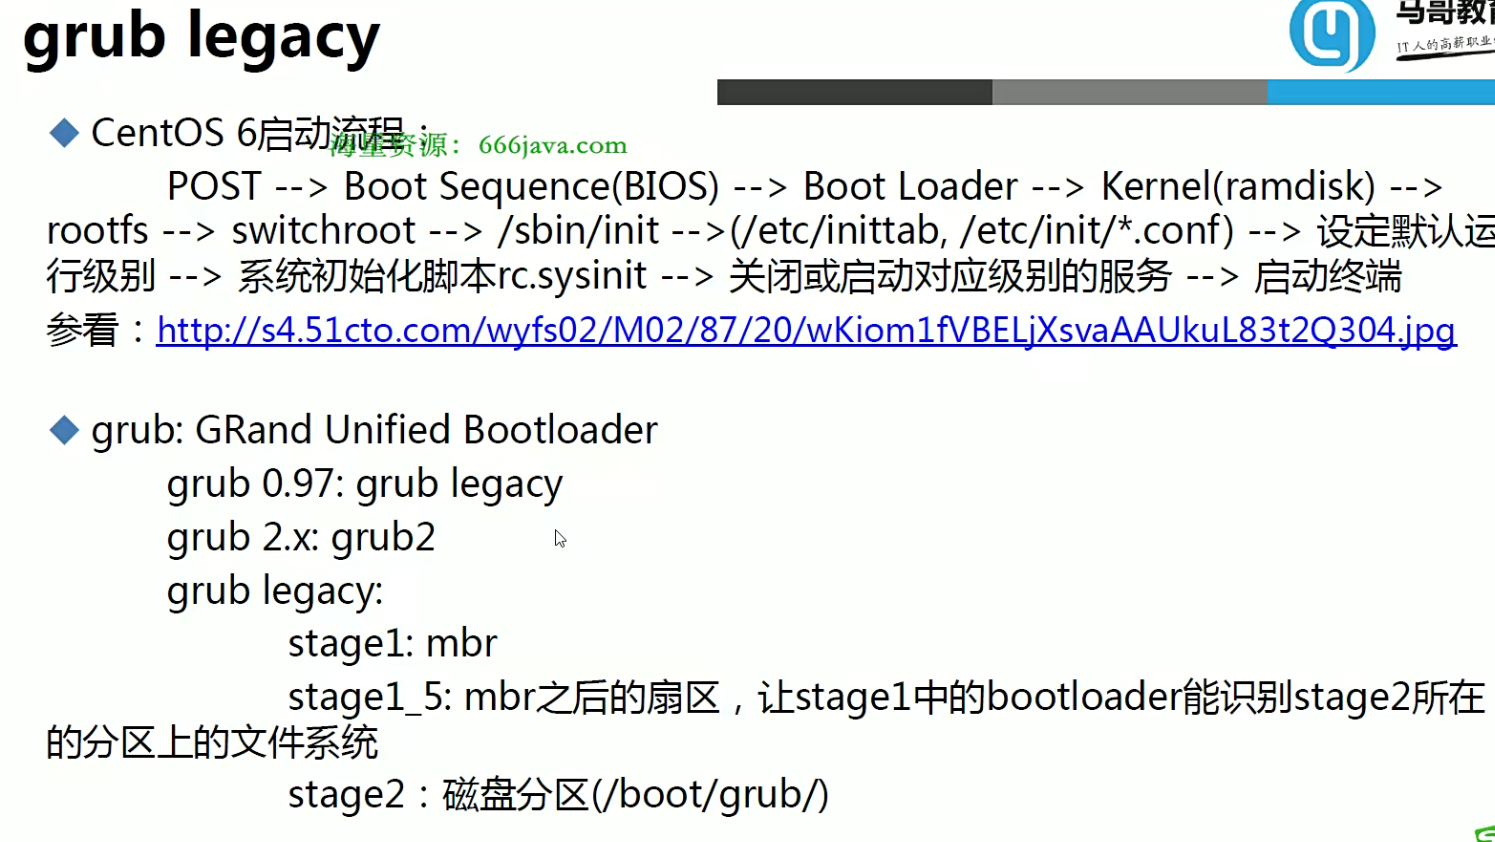 grub legacy
马哥教育
IT人的高薪职业
CentOS 6启动流程：
海量资源：666java.com
POST --> Boot Sequence(BIOS) --> Boot Loader --> Kernel(ramdisk) -->
rootfs --> switchroot --> /sbin/init -->(/etc/inittab, /etc/init/*.conf) --> 设定默认运
行级别 --> 系统初始化脚本rc.sysinit --> 关闭或启动对应级别的服务 --> 启动终端
参看：http://s4.51cto.com/wyfs02/M02/87/20/wKiom1fVBELjXsvaAAUkuL83t2Q304.jpg
grub: GRand Unified Bootloader
grub 0.97: grub legacy
grub 2.x: grub2
grub legacy:
stage1: mbr
stage1_5: mbr之后的扇区，让stage1中的bootloader能识别stage2所在
的分区上的文件系统
stage2：磁盘分区(/boot/grub/)